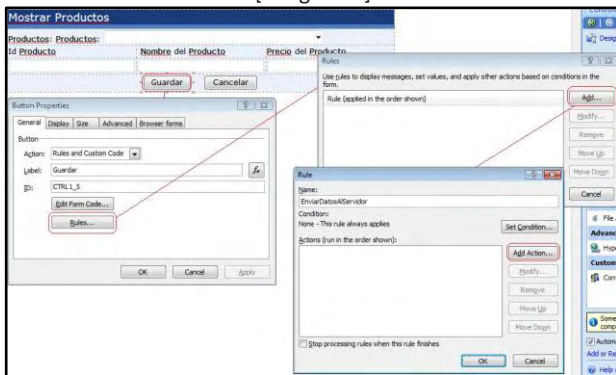 Mostrar Productos
Productos: Productos:
Id Producto Nombre del Producto Precio del Producto
Guardar Cancelar
Button Properties
General Display Size Advanced Browser forms
Button
Action: Rules and Custom Code
Label: Guardar fx
ID: CTRL1_5
Edit Form Code...
Rules...
OK Cancel Apply
Rules
Use rules to display messages, set values, and apply other actions based on conditions in the
form.
Rule (applied in the order shown)
Add...
Modify...
Remove
Move Up
Move Down
Cancel
Rule
Name:
EnviarDatosAlServidor
Condition:
None - This rule always applies
Set Condition...
Actions (run in the order shown):
Add Action...
Modify...
Remove
Move Up
Move Down
Stop processing rules when this rule finishes
OK Cancel
Desig
File
Advanc
Hype
Custom
Some
comp
Automa
Add or Re
Help